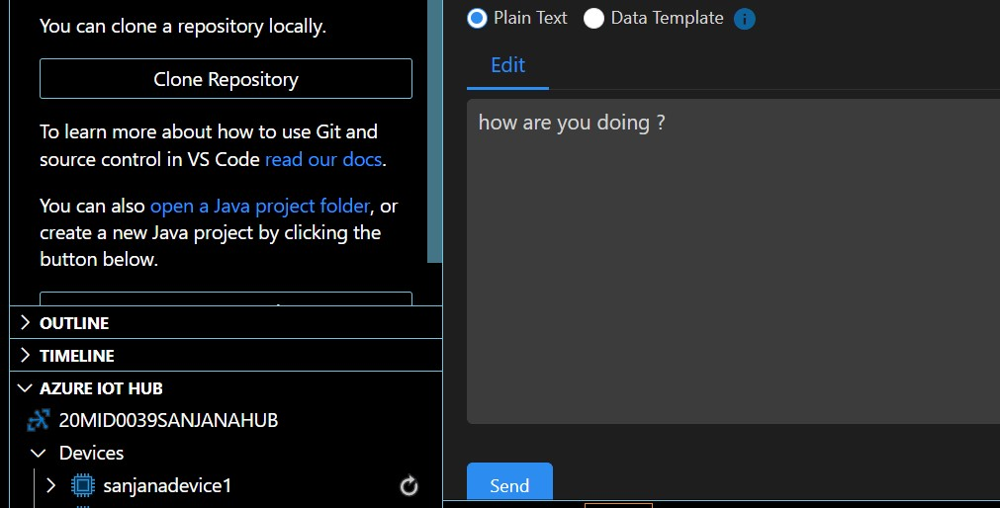 You can clone a repository locally.
Clone Repository
To learn more about how to use Git and
source control in VS Code read our docs.
You can also open a Java project folder, or
create a new Java project by clicking the
button below.
OUTLINE
TIMELINE
AZURE IOT HUB
20MID0039SANJANAHUB
Devices
sanjanadevice1
Plain Text Data Template
Edit
how are you doing ?
Send